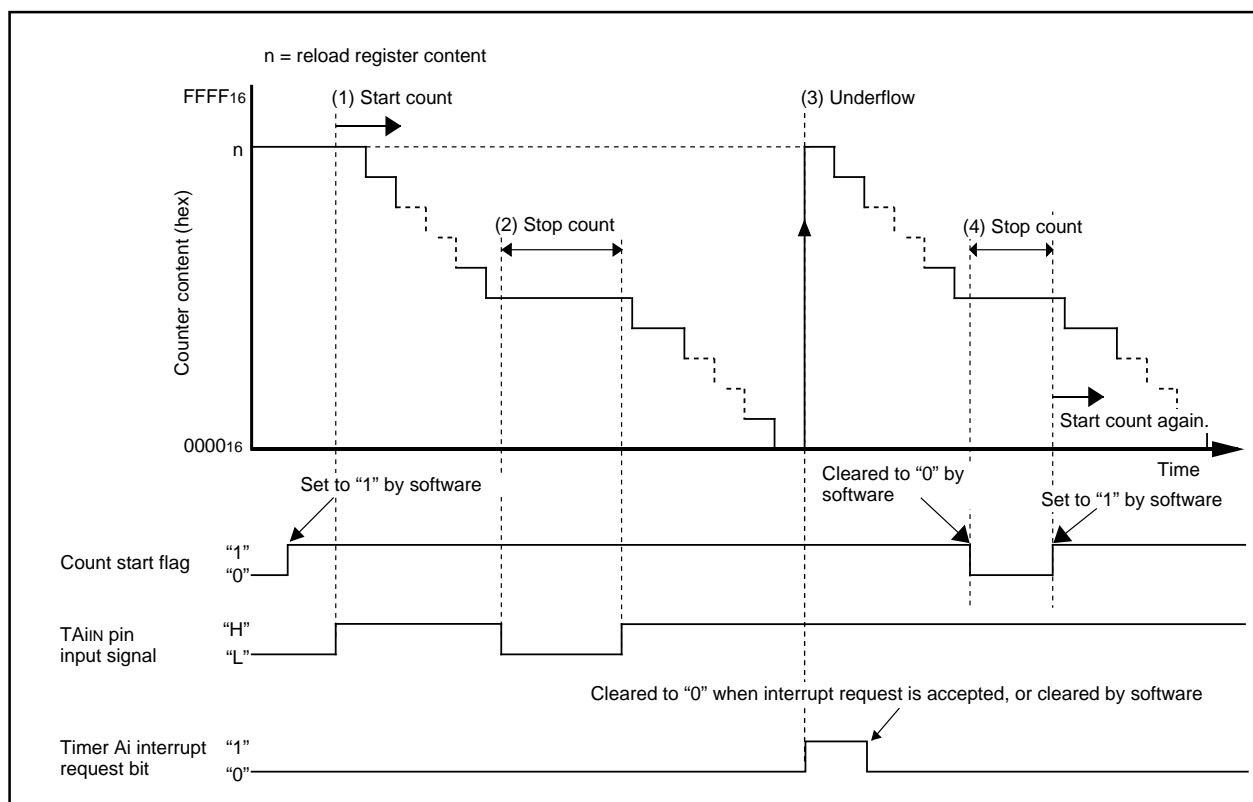 n = reload register content
FFFF16
(1) Start count
(3) Underflow
n
Counter content (hex)
(2) Stop count
(4) Stop count
Start count again.
000016
Time
Set to “1” by software
Cleared to “0” by
software
Set to “1” by software
Count start flag
“1”
“0”
TAiIN pin
input signal
“H”
“L”
Cleared to “0” when interrupt request is accepted, or cleared by software
Timer Ai interrupt
request bit
“1”
“0”